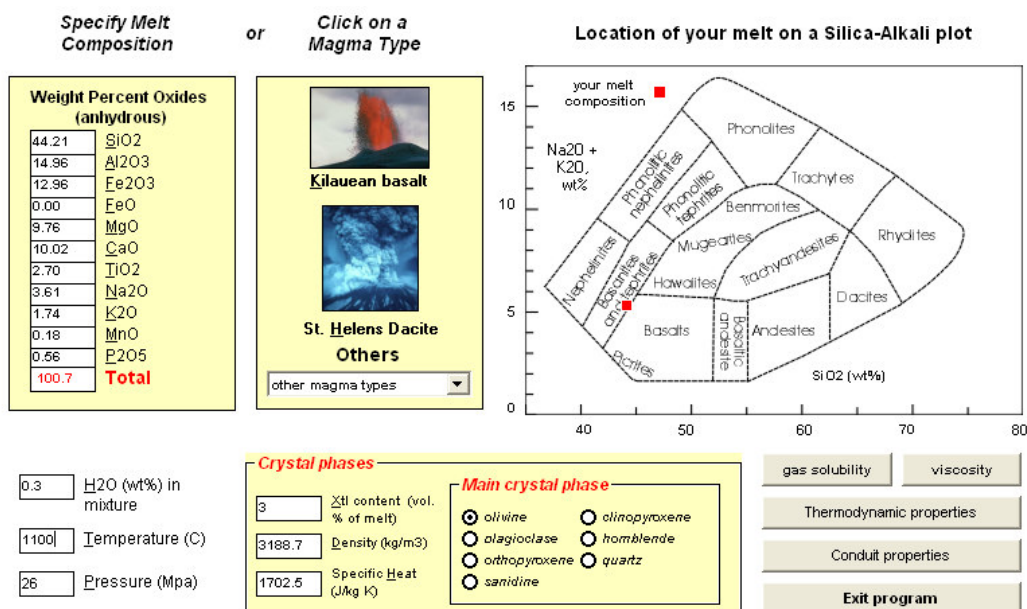 Specify Melt
Composition
or
Click on a
Magma Type
Location of your melt on a Silica-Alkali plot
Weight Percent Oxides
(anhydrous)
44.21 SiO2
14.96 Al2O3
12.96 Fe2O3
0.00 FeO
9.76 MgO
10.02 CaO
2.70 TiO2
3.61 Na2O
1.74 K2O
0.18 MnO
0.56 P2O5
100.7 Total
Kilauean basalt
St. Helens Dacite
Others
other magma types
your melt
composition
Na2O +
K2O,
wt%
15
10
5
0
40 50 60 70 80
SiO2 (wt%)
Phonolites
Trachytes
Rhyolites
Phonolitic
nephelinites
Phonolitic
tephrites
Benmorites
Mugearites
Trachyandesites
Nephelinites
Basanites
and tephrites
Hawaiites
Dacites
Basalts
Basaltic
andesite
Andesites
Picrites
0.3 H2O (wt%) in
mixture
1100 Temperature (C)
26 Pressure (Mpa)
Crystal phases
3 Xtl content (vol.
% of melt)
3188.7 Density (kg/m3)
1702.5 Specific Heat
(J/kg K)
Main crystal phase
olivine clinopyroxene
plagioclase hornblende
orthopyroxene quartz
sanidine
gas solubility
viscosity
Thermodynamic properties
Conduit properties
Exit program